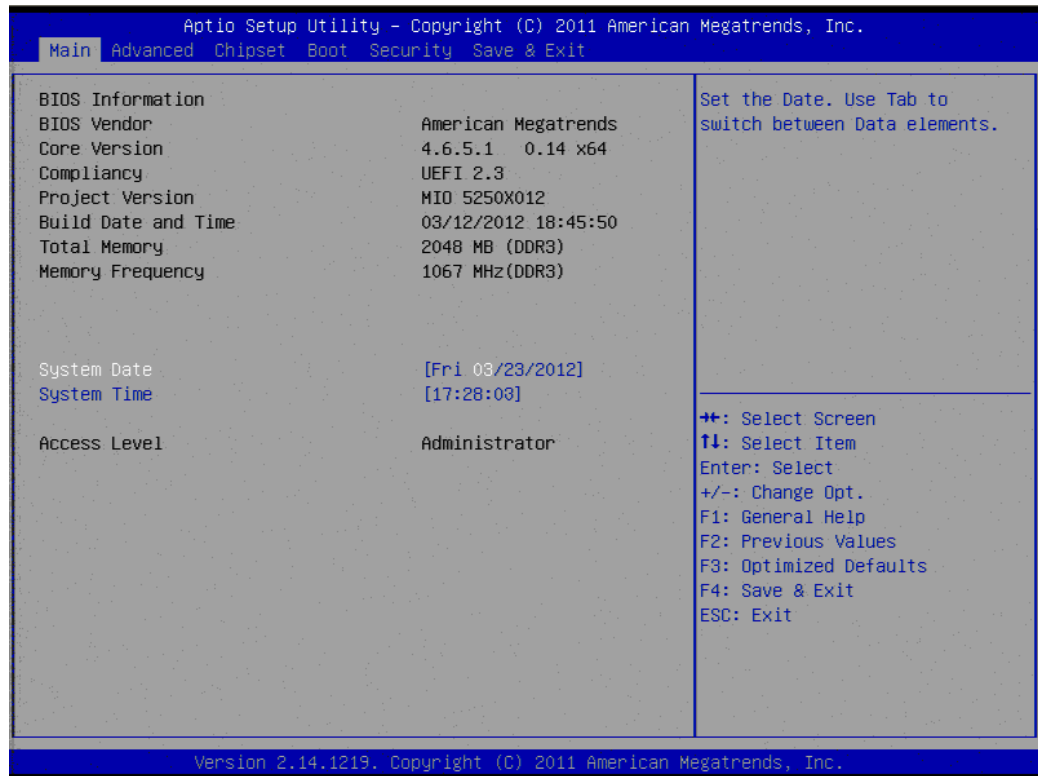 Aptio Setup Utility – Copyright (C) 2011 American Megatrends, Inc.
Main Advanced Chipset Boot Security Save & Exit
BIOS Information
BIOS Vendor American Megatrends
Core Version 4.6.5.1 0.14 x64
Compliancy UEFI 2.3
Project Version MIO 5250X012
Build Date and Time 03/12/2012 18:45:50
Total Memory 2048 MB (DDR3)
Memory Frequency 1067 MHz(DDR3)
System Date [Fri 03/23/2012]
System Time [17:28:03]
Access Level Administrator
Set the Date. Use Tab to
switch between Data elements.
→←: Select Screen
↑↓: Select Item
Enter: Select
+/-: Change Opt.
F1: General Help
F2: Previous Values
F3: Optimized Defaults
F4: Save & Exit
ESC: Exit
Version 2.14.1219. Copyright (C) 2011 American Megatrends, Inc.